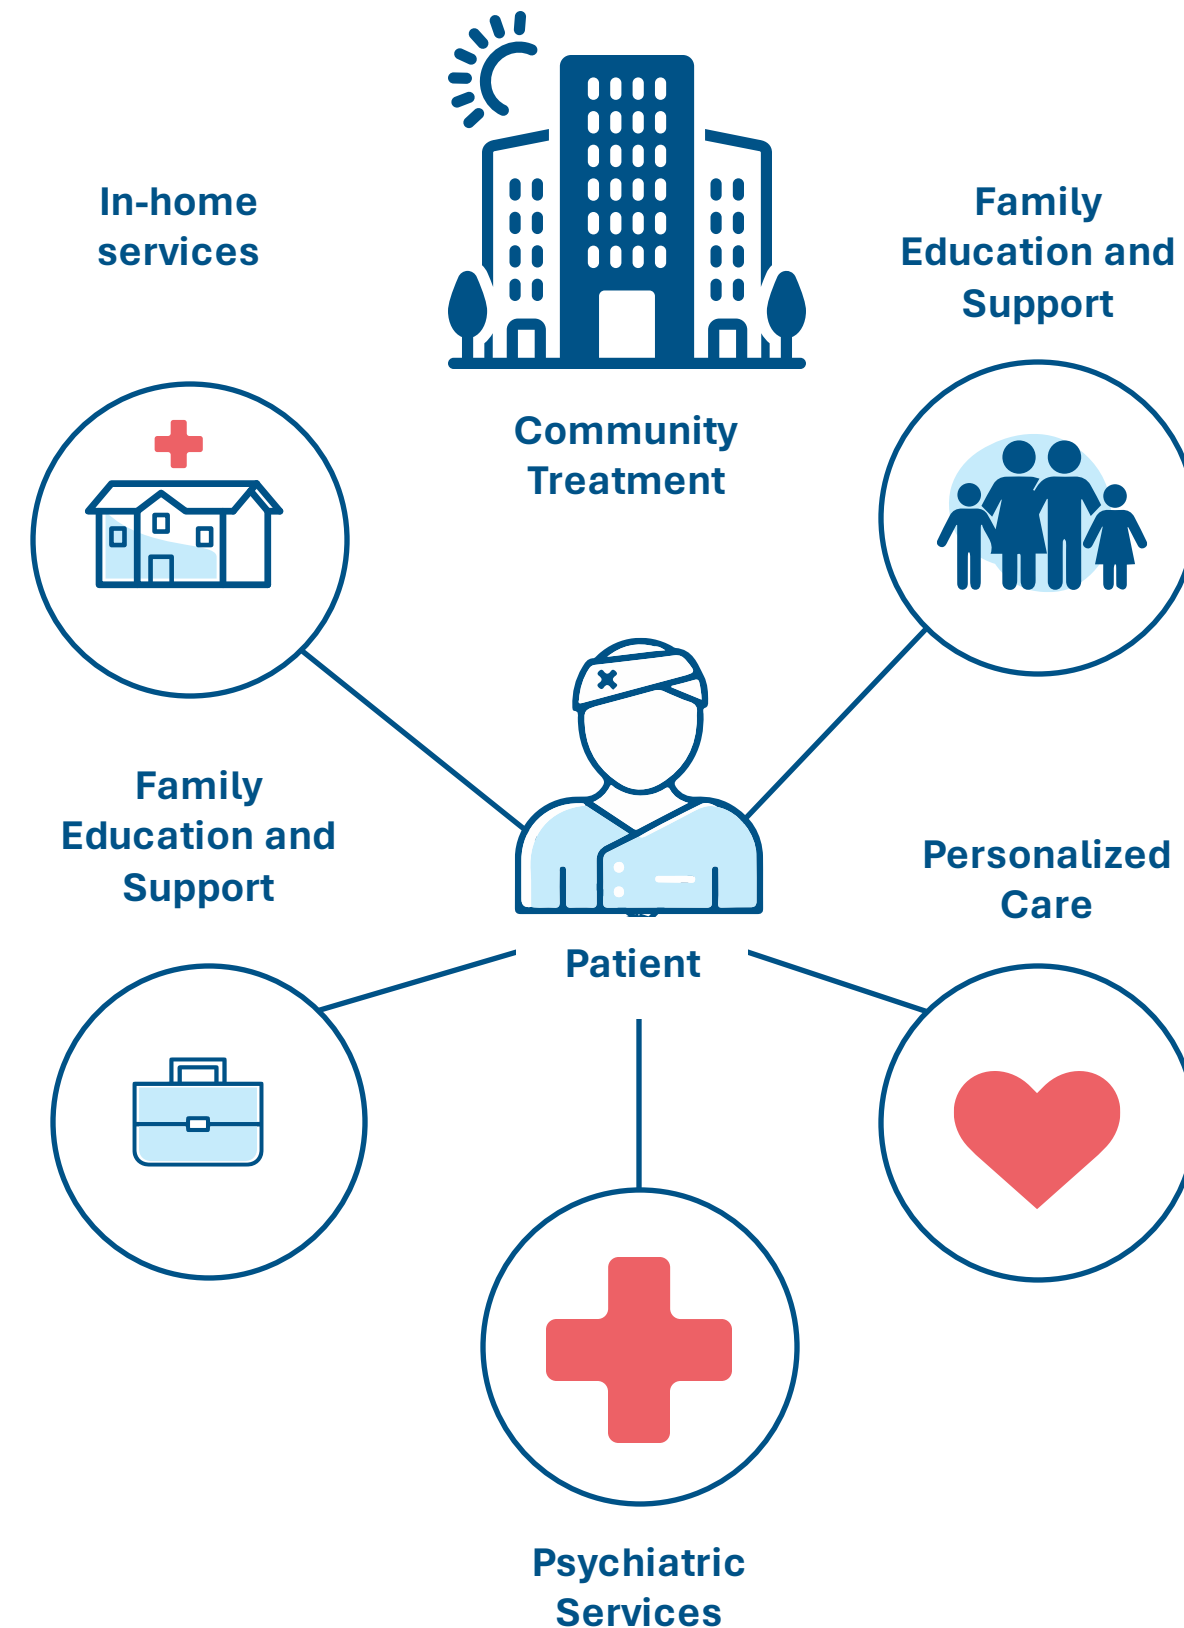 In-home
services
Community
Treatment
Family
Education and
Support
Family
Education and
Support
Patient
Personalized
Care
Psychiatric
Services